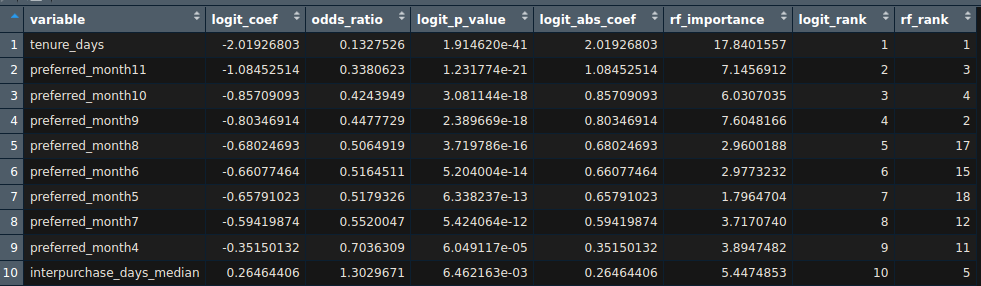 variable logit_coef odds_ratio logit_p_value logit_abs_coef rf_importance logit_rank rf_rank
1 tenure_days -2.01926803 0.1327526 1.914620e-41 2.01926803 17.8401557 1 1
2 preferred_month11 -1.08452514 0.3380623 1.231774e-21 1.08452514 7.1456912 2 3
3 preferred_month10 -0.85709093 0.4243949 3.081144e-18 0.85709093 6.0307035 3 4
4 preferred_month9 -0.80346914 0.4477729 2.389669e-18 0.80346914 7.6048166 4 2
5 preferred_month8 -0.68024693 0.5064919 3.719786e-16 0.68024693 2.9600188 5 17
6 preferred_month6 -0.66077464 0.5164511 5.204004e-14 0.66077464 2.9773232 6 15
7 preferred_month5 -0.65791023 0.5179326 6.338237e-13 0.65791023 1.7964704 7 18
8 preferred_month7 -0.59419874 0.5520047 5.424064e-12 0.59419874 3.7170740 8 12
9 preferred_month4 -0.35150132 0.7036309 6.049117e-05 0.35150132 3.8947482 9 11
10 interpurchase_days_median 0.26464406 1.3029671 6.462163e-03 0.26464406 5.4474853 10 5